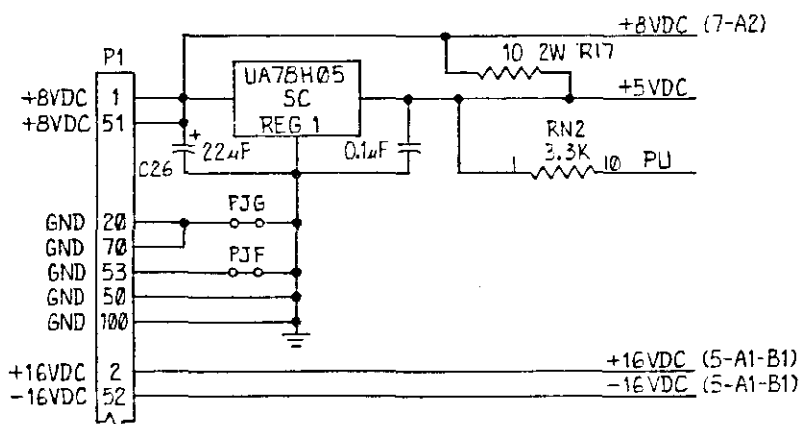 +8VDC (7-A2)
P1
10 2W R17
UA78H05
SC
REG 1
+8VDC 1
+8VDC 51
+5VDC
+
22µF
C26
0.1µF
RN2
3.3K
1
10
PU
GND 20
PJG
GND 70
PJF
GND 53
GND 50
GND 100
+16VDC 2
+16VDC (5-A1-B1)
-16VDC 52
-16VDC (5-A1-B1)